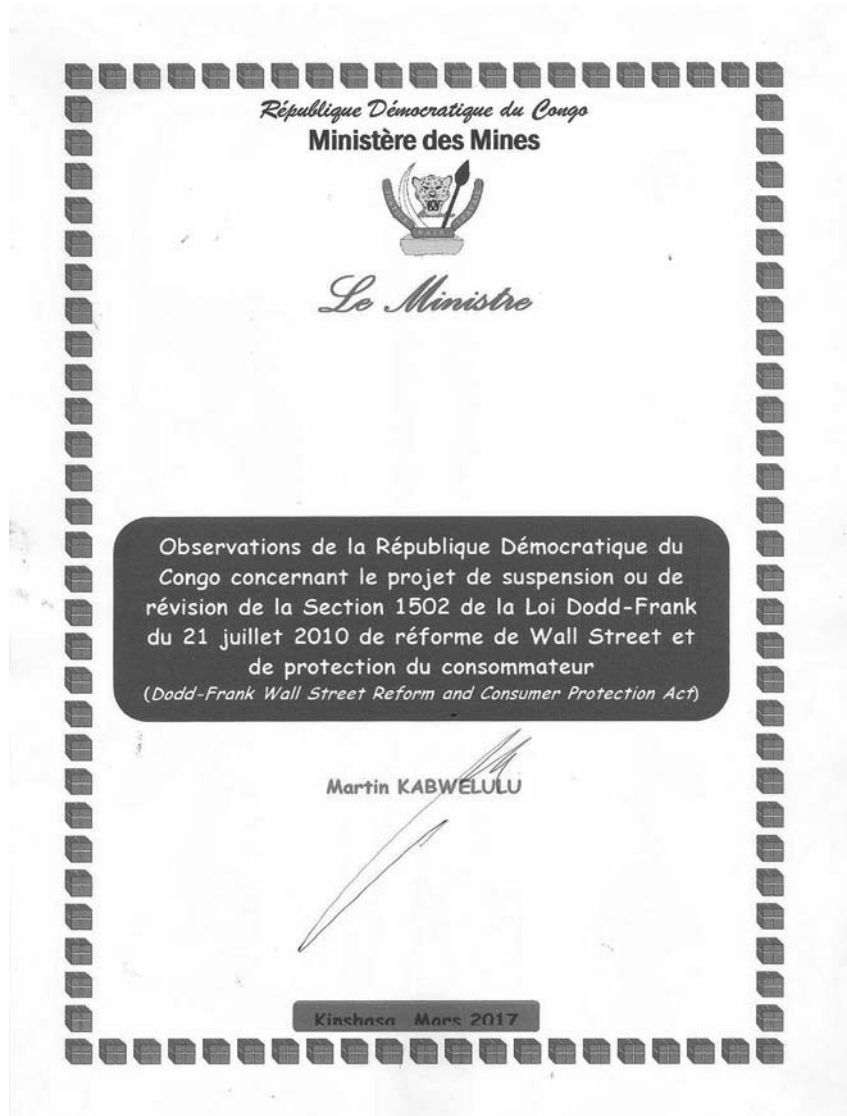 République Démocratique du Congo
Ministère des Mines
Le Ministre
Observations de la République Démocratique du
Congo concernant le projet de suspension ou de
révision de la Section 1502 de la Loi Dodd-Frank
du 21 juillet 2010 de réforme de Wall Street et
de protection du consommateur
(Dodd-Frank Wall Street Reform and Consumer Protection Act)
Martin KABWELULU
Kinshasa Mars 2017